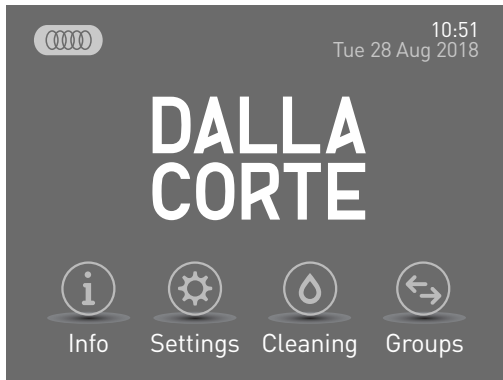 10:51
Tue 28 Aug 2018
DALLA
CORTE
Info Settings Cleaning Groups